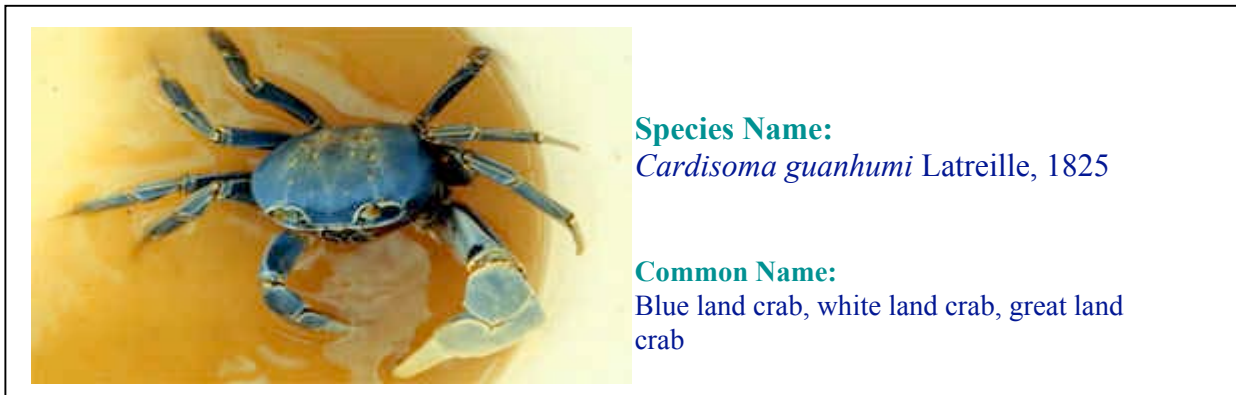 Species Name:
Cardisoma guanhumi Latreille, 1825
Common Name:
Blue land crab, white land crab, great land
crab